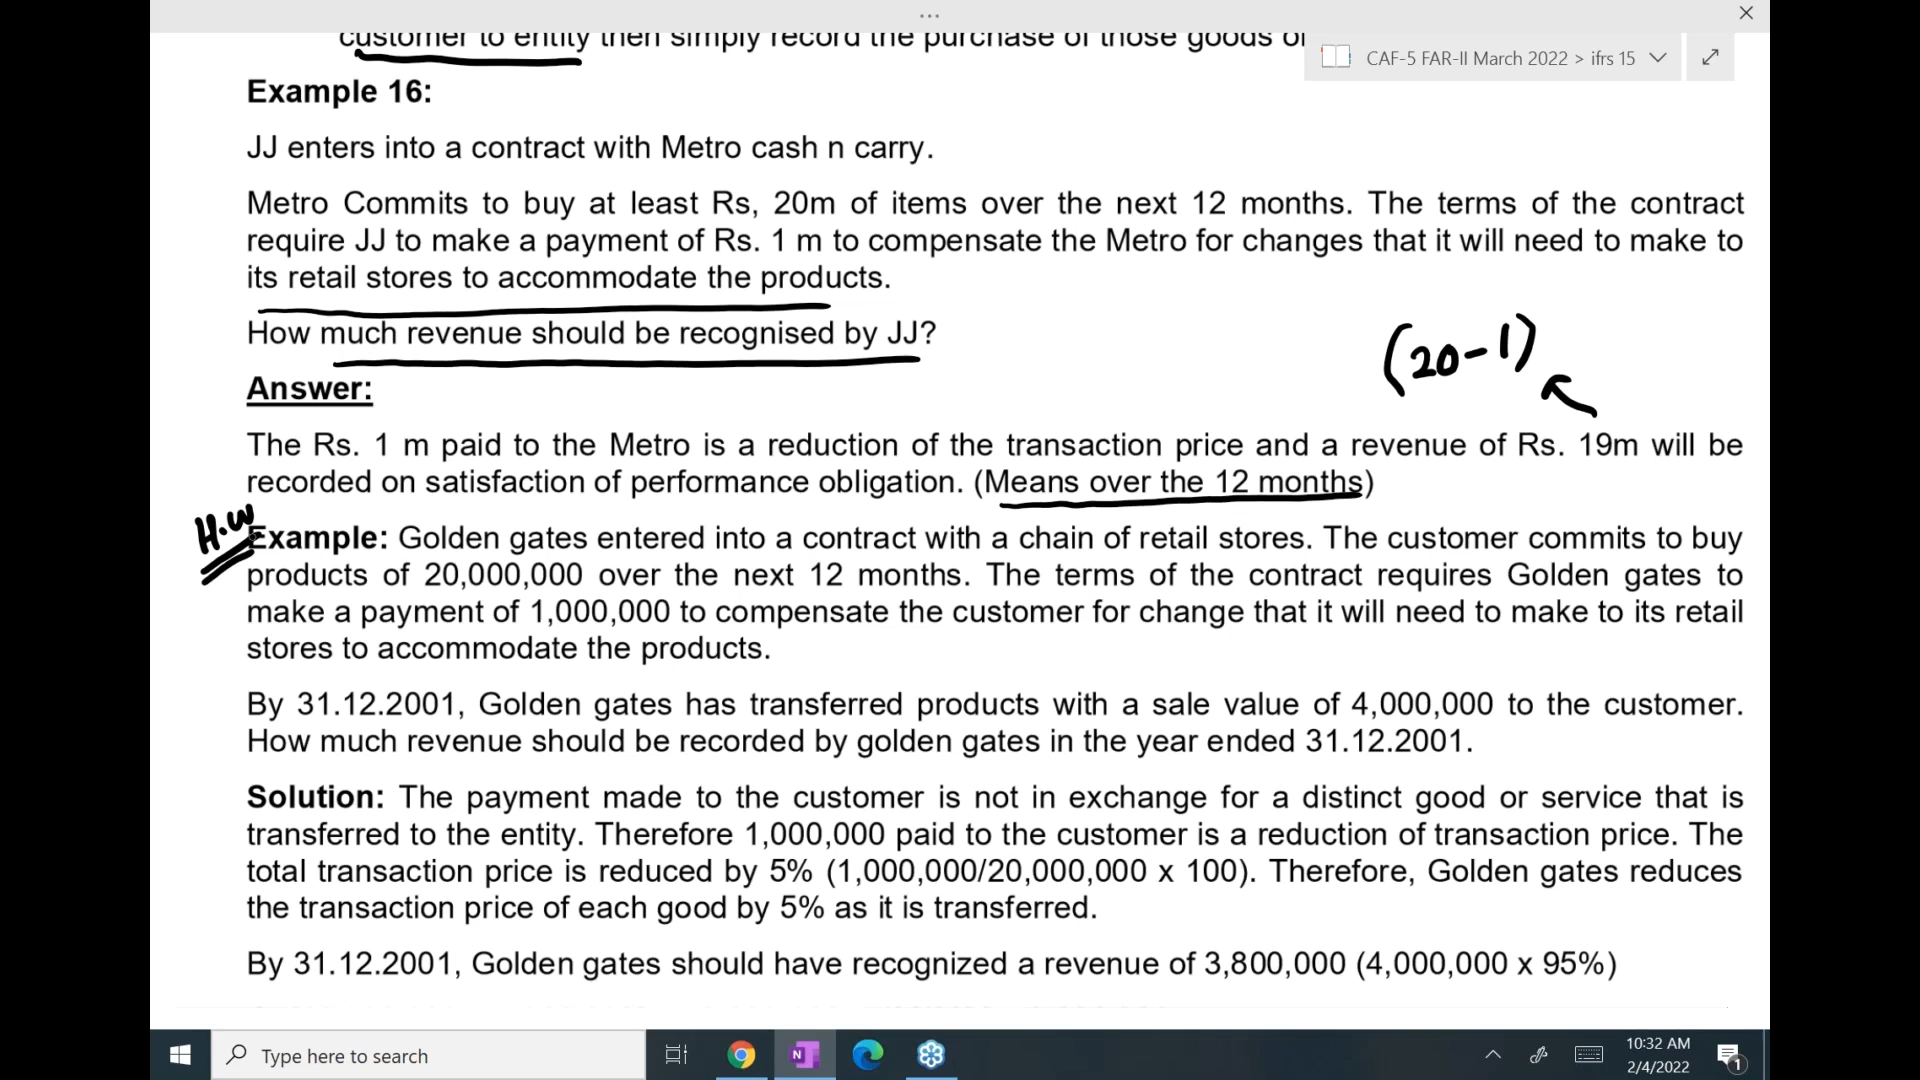 customer to entity then simply record the purchase of those goods or
CAF-5 FAR-II March 2022 > ifrs 15
Example 16:
JJ enters into a contract with Metro cash n carry.
Metro Commits to buy at least Rs, 20m of items over the next 12 months. The terms of the contract
require JJ to make a payment of Rs. 1 m to compensate the Metro for changes that it will need to make to
its retail stores to accommodate the products.
How much revenue should be recognised by JJ?
(20-1)
Answer:
The Rs. 1 m paid to the Metro is a reduction of the transaction price and a revenue of Rs. 19m will be
recorded on satisfaction of performance obligation. (Means over the 12 months)
H.W
Example: Golden gates entered into a contract with a chain of retail stores. The customer commits to buy
products of 20,000,000 over the next 12 months. The terms of the contract requires Golden gates to
make a payment of 1,000,000 to compensate the customer for change that it will need to make to its retail
stores to accommodate the products.
By 31.12.2001, Golden gates has transferred products with a sale value of 4,000,000 to the customer.
How much revenue should be recorded by golden gates in the year ended 31.12.2001.
Solution: The payment made to the customer is not in exchange for a distinct good or service that is
transferred to the entity. Therefore 1,000,000 paid to the customer is a reduction of transaction price. The
total transaction price is reduced by 5% (1,000,000/20,000,000 x 100). Therefore, Golden gates reduces
the transaction price of each good by 5% as it is transferred.
By 31.12.2001, Golden gates should have recognized a revenue of 3,800,000 (4,000,000 x 95%)
Type here to search
10:32 AM
2/4/2022
1